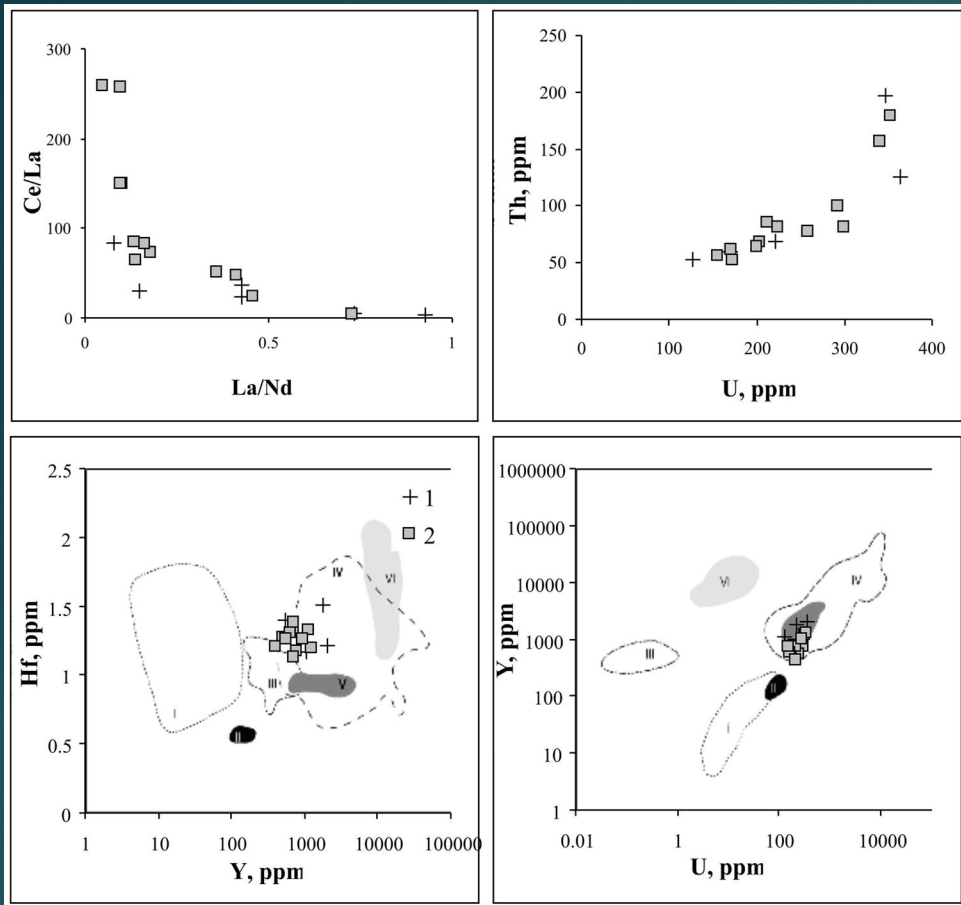 300
200
100
0
0
0.5
1
Ce/La
La/Nd
250
200
150
100
50
0
0
100
200
300
400
Th, ppm
U, ppm
2.5
2
1.5
1
0.5
0
1
10
100
1000
10000
100000
Hf, ppm
Y, ppm
1
2
I
II
III
IV
V
VI
1000000
100000
10000
1000
100
10
1
0.01
1
100
10000
Y, ppm
U, ppm
VI
IV
III
II
I